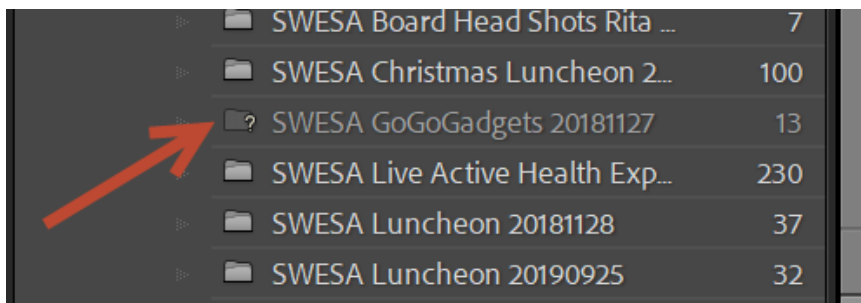 SWESA Board Head Shots Rita ... 7
SWESA Christmas Luncheon 2... 100
? SWESA GoGoGadgets 20181127 13
SWESA Live Active Health Exp... 230
SWESA Luncheon 20181128 37
SWESA Luncheon 20190925 32